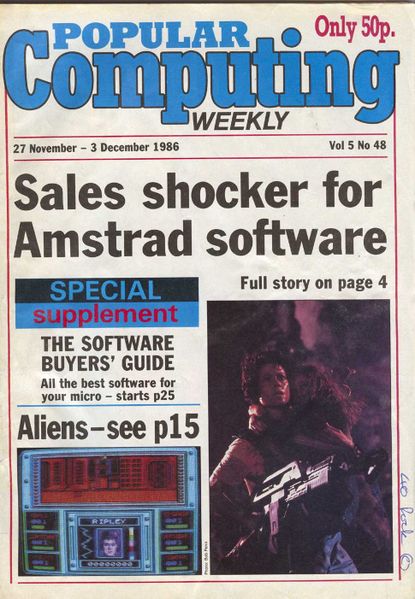 Only 50p.
POPULAR
Computing
WEEKLY
27 November – 3 December 1986
Vol 5 No 48
Sales shocker for
Amstrad software
Full story on page 4
SPECIAL
supplement
THE SOFTWARE
BUYERS' GUIDE
All the best software for
your micro – starts p25
Aliens–see p15
RIPLEY